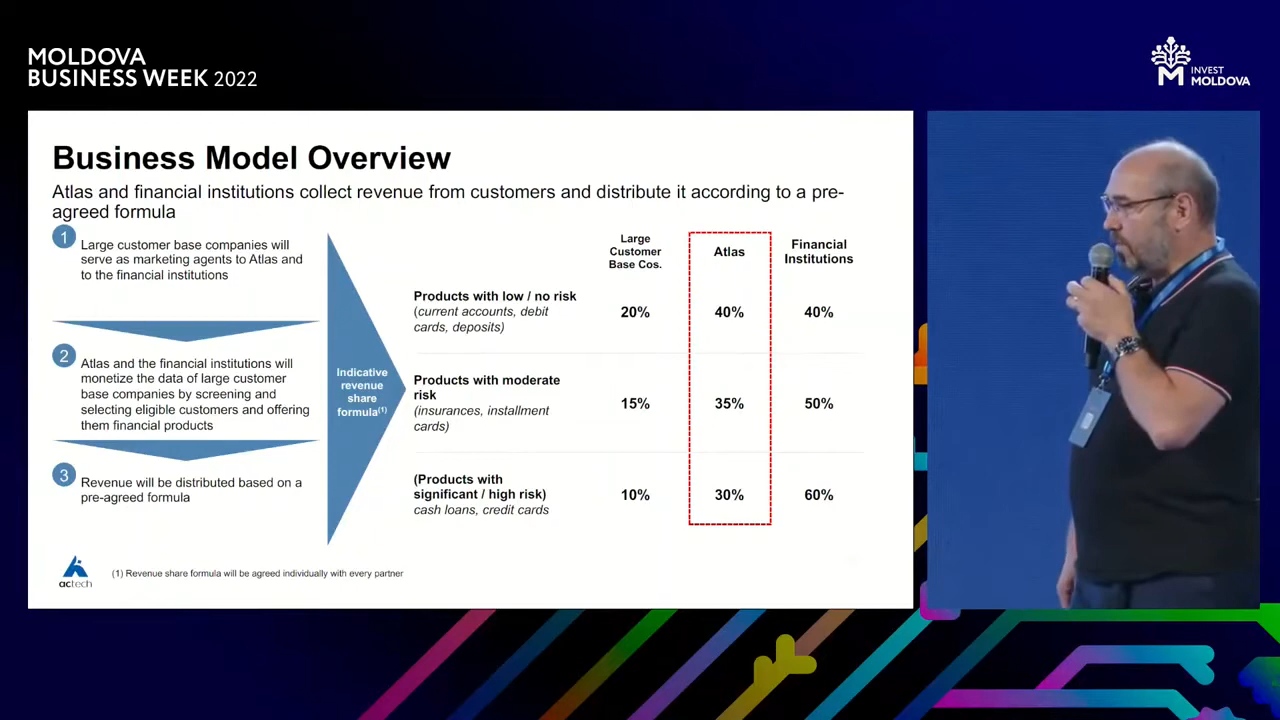 MOLDOVA
BUSINESS WEEK 2022
INVEST
MOLDOVA
Business Model Overview
Atlas and financial institutions collect revenue from customers and distribute it according to a pre-
agreed formula
1
Large customer base companies will
serve as marketing agents to Atlas and
to the financial institutions
2
Atlas and the financial institutions will
monetize the data of large customer
base companies by screening and
selecting eligible customers and offering
them financial products
3
Revenue will be distributed based on a
pre-agreed formula
Indicative
revenue
share
formula(1)
Large
Customer
Base Cos.
Atlas
Financial
Institutions
Products with low / no risk
(current accounts, debit
cards, deposits)
20%
40%
40%
Products with moderate
risk
(insurances, installment
cards)
15%
35%
50%
(Products with
significant / high risk)
cash loans, credit cards
10%
30%
60%
actech
(1) Revenue share formula will be agreed individually with every partner